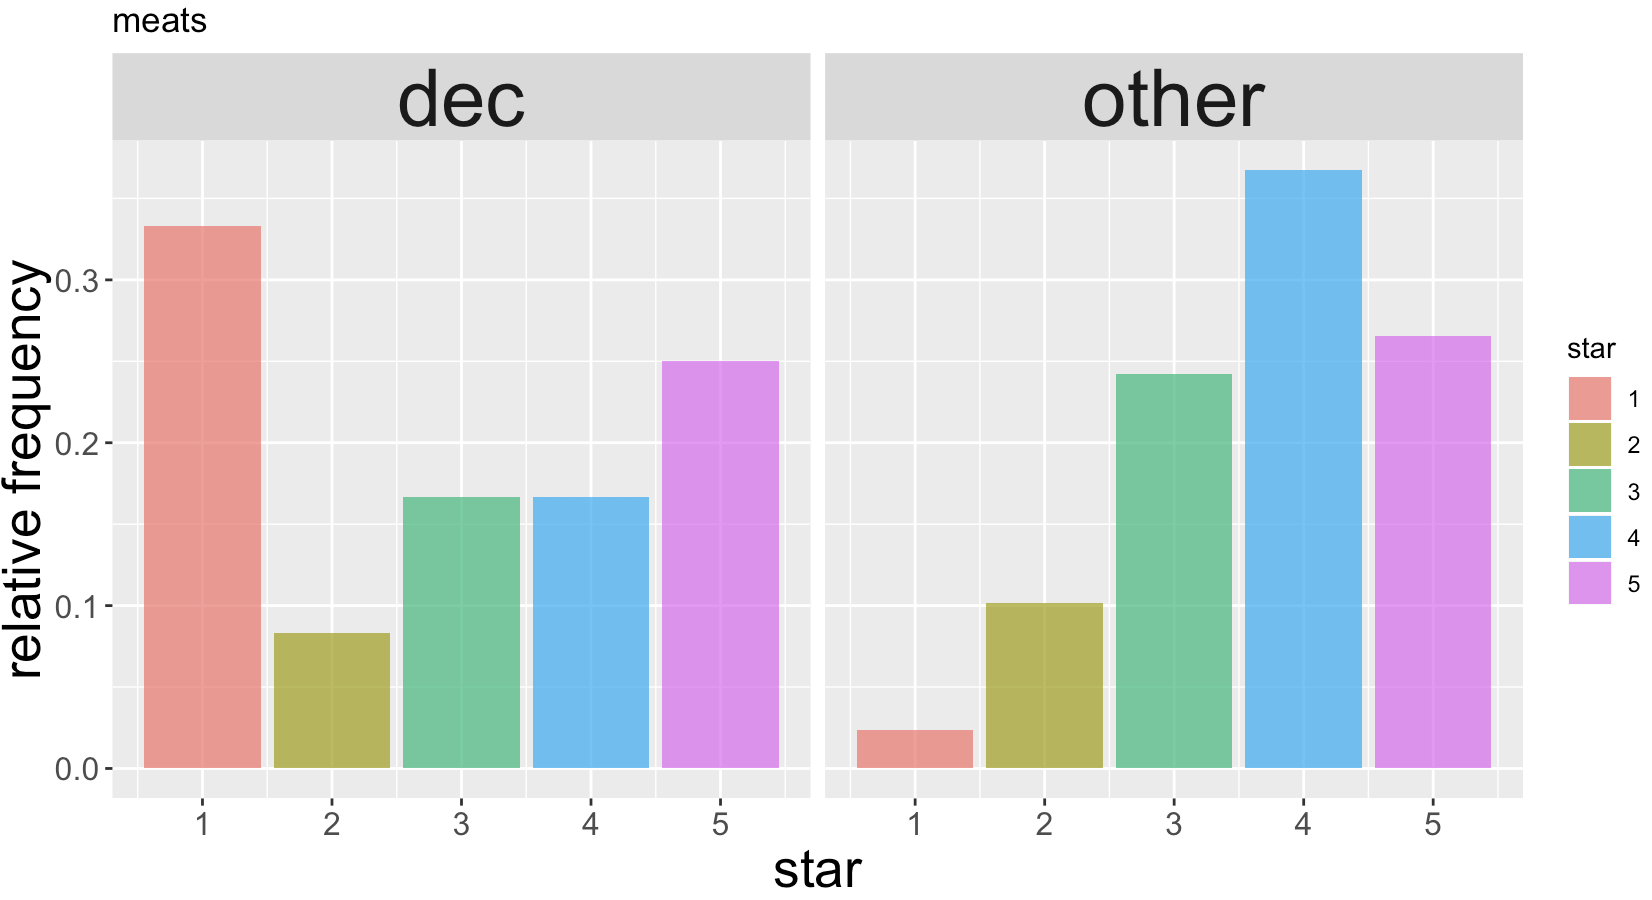 meats
dec
other
relative frequency
0.3
0.2
0.1
0.0
1 2 3 4 5
1 2 3 4 5
star
star
1
2
3
4
5